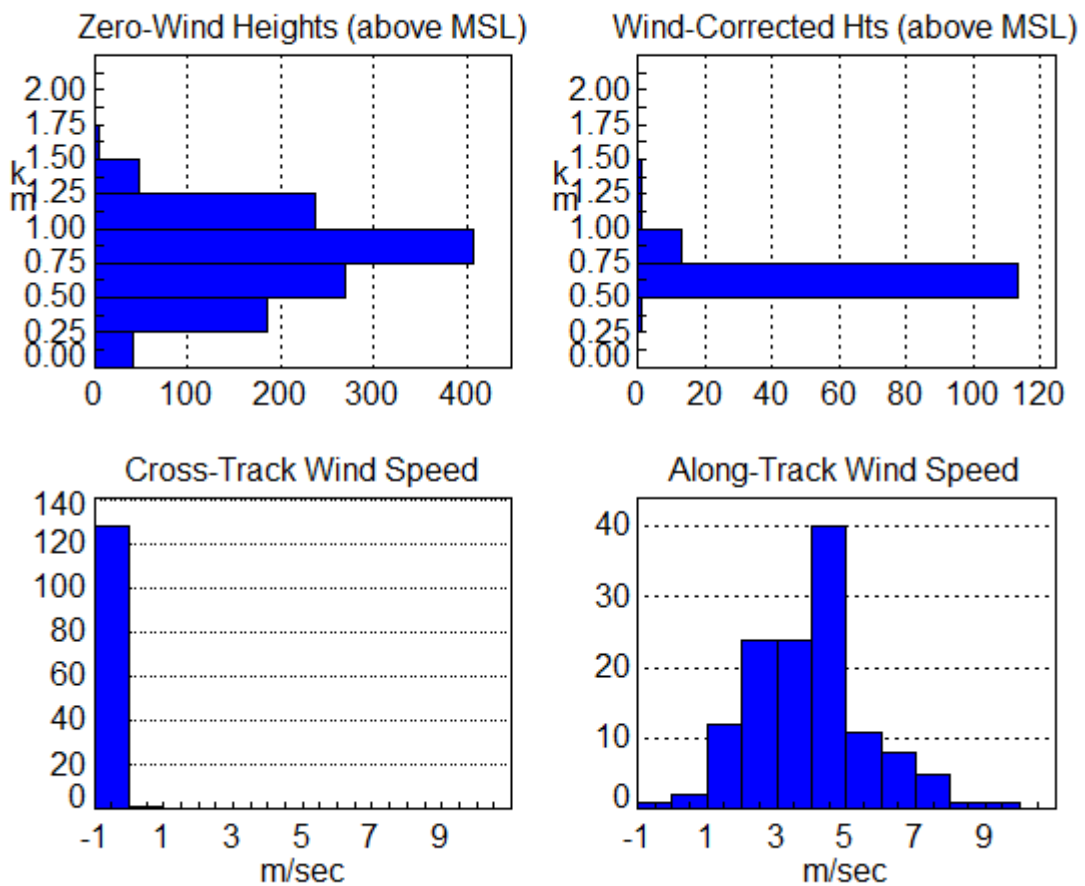 Zero-Wind Heights (above MSL)
2.00
1.75
1.50
1.25
1.00
0.75
0.50
0.25
0.00
k
m
0 100 200 300 400
Wind-Corrected Hts (above MSL)
2.00
1.75
1.50
1.25
1.00
0.75
0.50
0.25
0.00
k
m
0 20 40 60 80 100 120
Cross-Track Wind Speed
140
120
100
80
60
40
20
0
-1 1 3 5 7 9
m/sec
Along-Track Wind Speed
40
30
20
10
0
-1 1 3 5 7 9
m/sec